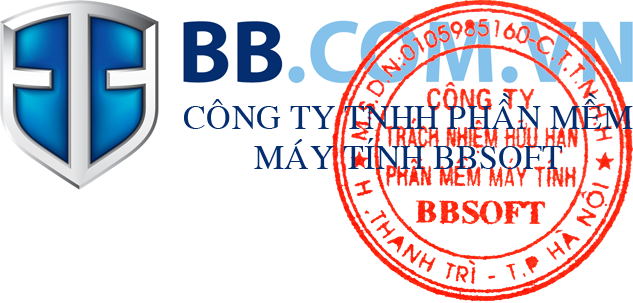 BB.COM.VN
CÔNG TY TNHH PHẦN MỀM
MÁY TÍNH BBSOFT
M.S.D.N:0105985160-C.T.T.N.H.H
CÔNG TY
TRÁCH NHIỆM HỮU HẠN
PHẦN MỀM MÁY TÍNH
BBSOFT
H.THANH TRÌ - T.P HÀ NỘI